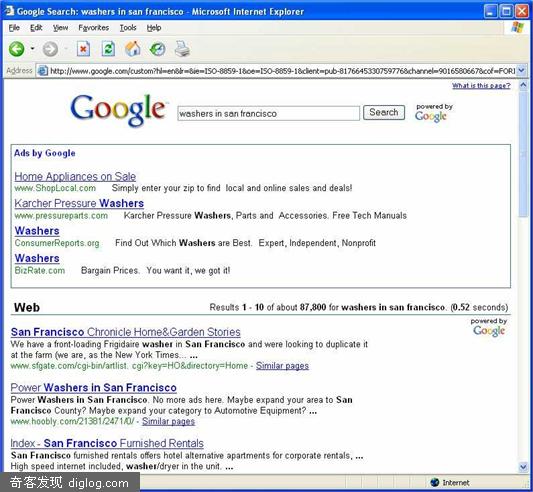 Google Search: washers in san francisco - Microsoft Internet Explorer
File Edit View Favorites Tools Help
Back Search Favorites
Address http://www.google.com/custom?hl=en&lr=&ie=ISO-8859-1&oe=ISO-8859-1&client=pub-8176645330759776&channel=9016580667&cof=FORI
What is this page?
Google washers in san francisco Search powered by Google
Ads by Google
Home Appliances on Sale
www.ShopLocal.com Simply enter your zip to find local and online sales and deals!
Karcher Pressure Washers
www.pressureparts.com Karcher Pressure Washers, Parts and Accessories. Free Tech Manuals
Washers
ConsumerReports.org Find Out Which Washers are Best. Expert, Independent, Nonprofit
Washers
BizRate.com Bargain Prices. You want it, we got it!
Web Results 1 - 10 of about 87,800 for washers in san francisco. (0.52 seconds)
powered by Google
San Francisco Chronicle Home&Garden Stories
We have a front-loading Frigidaire washer in San Francisco and were looking to duplicate it
at the farm (we are, as the New York Times... ...
www.sfgate.com/cgi-bin/artlist. cgi?key=HO&directory=Home - Similar pages
Power Washers in San Francisco
Power Washers in San Francisco. No more ads here. Maybe expand your area to San
Francisco County? Maybe expand your category to Automotive Equipment? ...
www.hoobly.com/21381/2471/0/ - Similar pages
Index - San Francisco Furnished Rentals
San Francisco furnished rentals offers hotel alternative apartments for corporate rentals, ...
High speed internet included, washer/dryer in the unit. ...
奇客发现 diglog.com Internet